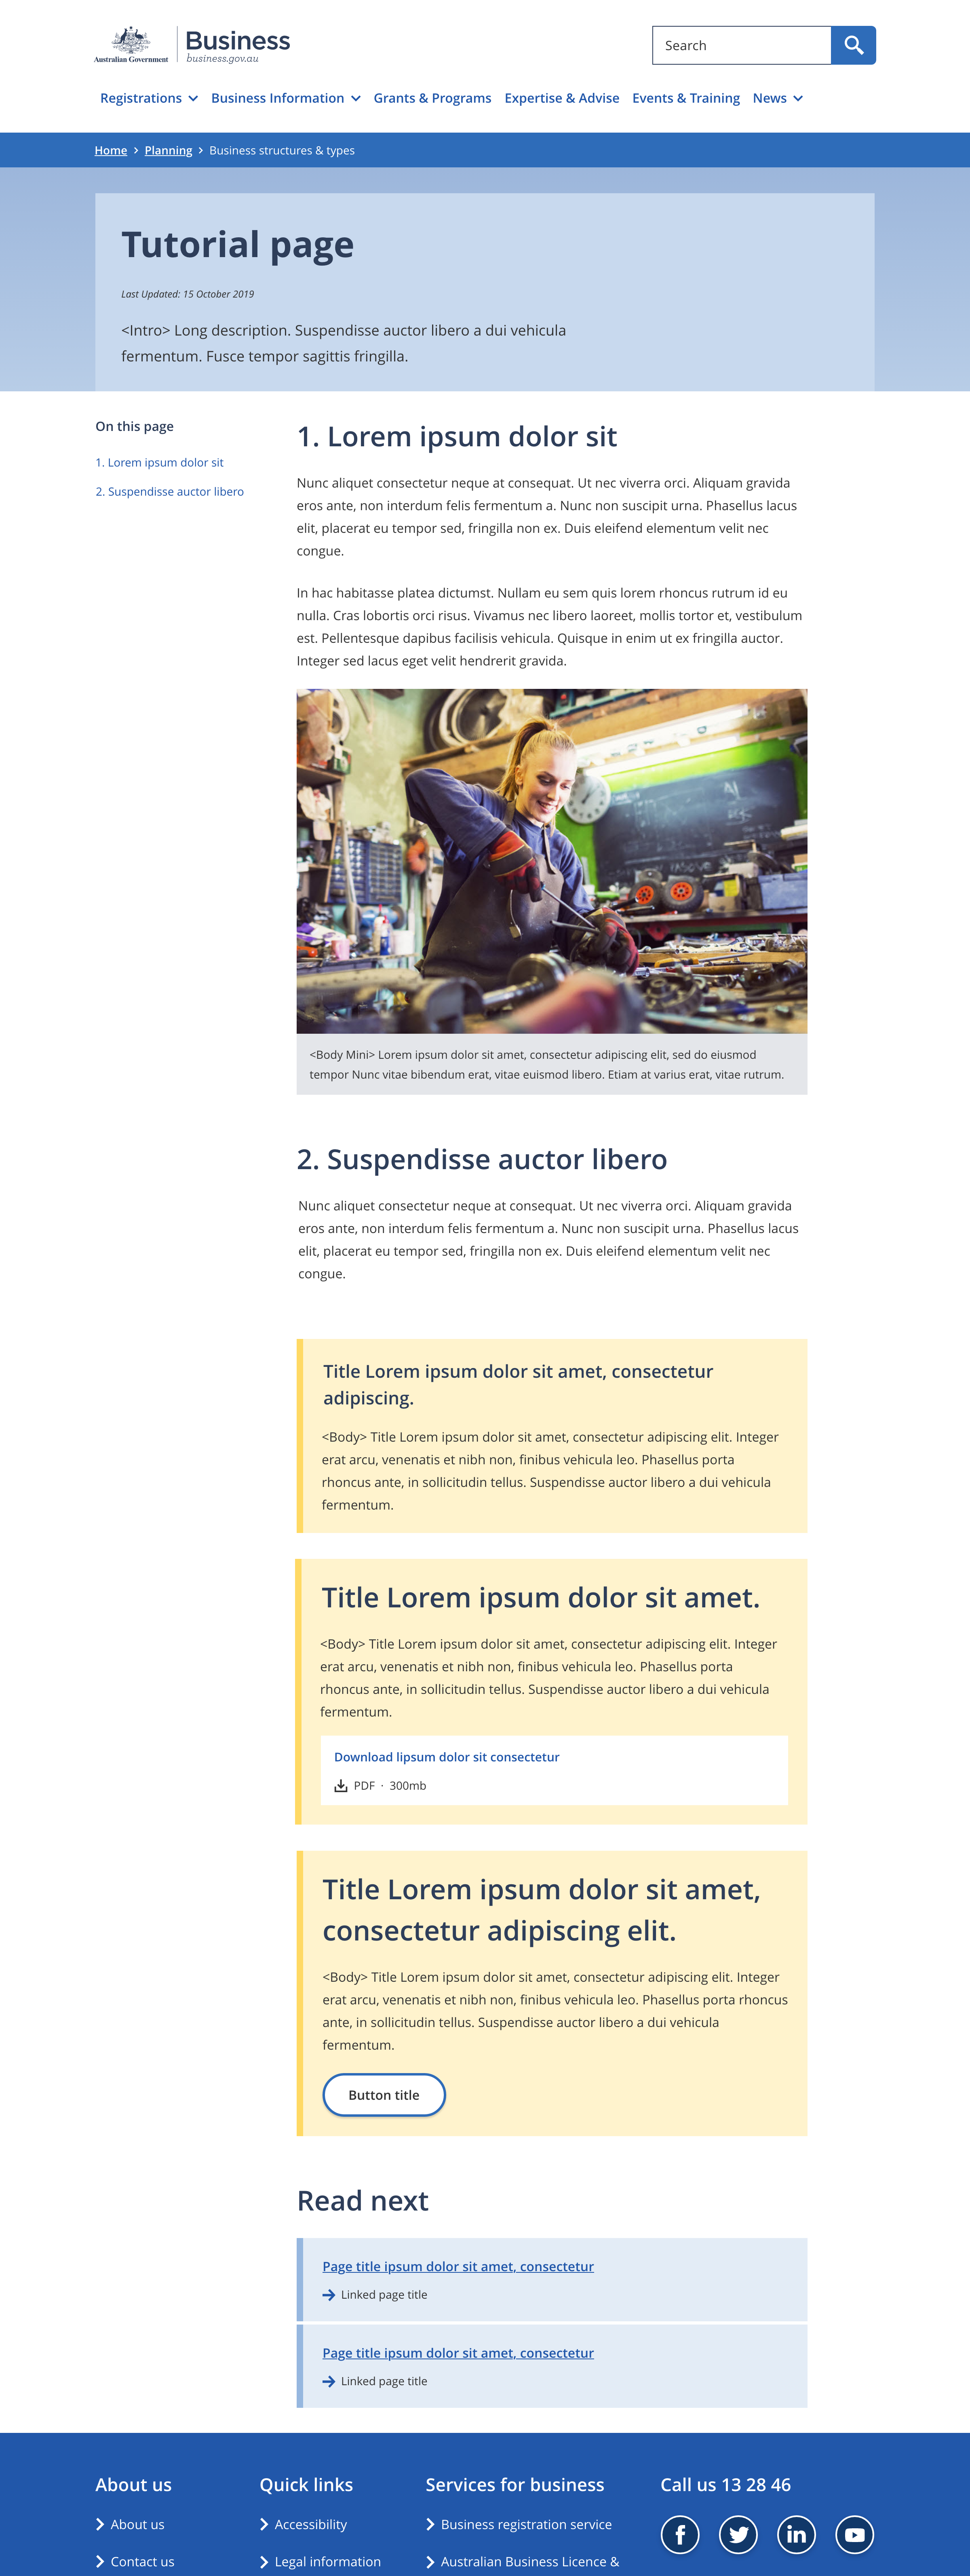 Australian Government
Business
business.gov.au
Search
Registrations Business Information Grants & Programs Expertise & Advise Events & Training News
Home Planning Business structures & types
Tutorial page
Last Updated: 15 October 2019
<Intro> Long description. Suspendisse auctor libero a dui vehicula
fermentum. Fusce tempor sagittis fringilla.
On this page
1. Lorem ipsum dolor sit
2. Suspendisse auctor libero
1. Lorem ipsum dolor sit
Nunc aliquet consectetur neque at consequat. Ut nec viverra orci. Aliquam gravida
eros ante, non interdum felis fermentum a. Nunc non suscipit urna. Phasellus lacus
elit, placerat eu tempor sed, fringilla non ex. Duis eleifend elementum velit nec
congue.
In hac habitasse platea dictumst. Nullam eu sem quis lorem rhoncus rutrum id eu
nulla. Cras lobortis orci risus. Vivamus nec libero laoreet, mollis tortor et, vestibulum
est. Pellentesque dapibus facilisis vehicula. Quisque in enim ut ex fringilla auctor.
Integer sed lacus eget velit hendrerit gravida.
<Body Mini> Lorem ipsum dolor sit amet, consectetur adipiscing elit, sed do eiusmod
tempor Nunc vitae bibendum erat, vitae euismod libero. Etiam at varius erat, vitae rutrum.
2. Suspendisse auctor libero
Nunc aliquet consectetur neque at consequat. Ut nec viverra orci. Aliquam gravida
eros ante, non interdum felis fermentum a. Nunc non suscipit urna. Phasellus lacus
elit, placerat eu tempor sed, fringilla non ex. Duis eleifend elementum velit nec
congue.
Title Lorem ipsum dolor sit amet, consectetur
adipiscing.
<Body> Title Lorem ipsum dolor sit amet, consectetur adipiscing elit. Integer
erat arcu, venenatis et nibh non, finibus vehicula leo. Phasellus porta
rhoncus ante, in sollicitudin tellus. Suspendisse auctor libero a dui vehicula
fermentum.
Title Lorem ipsum dolor sit amet.
<Body> Title Lorem ipsum dolor sit amet, consectetur adipiscing elit. Integer
erat arcu, venenatis et nibh non, finibus vehicula leo. Phasellus porta
rhoncus ante, in sollicitudin tellus. Suspendisse auctor libero a dui vehicula
fermentum.
Download lipsum dolor sit consectetur
PDF · 300mb
Title Lorem ipsum dolor sit amet,
consectetur adipiscing elit.
<Body> Title Lorem ipsum dolor sit amet, consectetur adipiscing elit. Integer
erat arcu, venenatis et nibh non, finibus vehicula leo. Phasellus porta rhoncus
ante, in sollicitudin tellus. Suspendisse auctor libero a dui vehicula
fermentum.
Button title
Read next
Page title ipsum dolor sit amet, consectetur
Linked page title
Page title ipsum dolor sit amet, consectetur
Linked page title
About us
About us
Contact us
Quick links
Accessibility
Legal information
Services for business
Business registration service
Australian Business Licence &
Call us 13 28 46